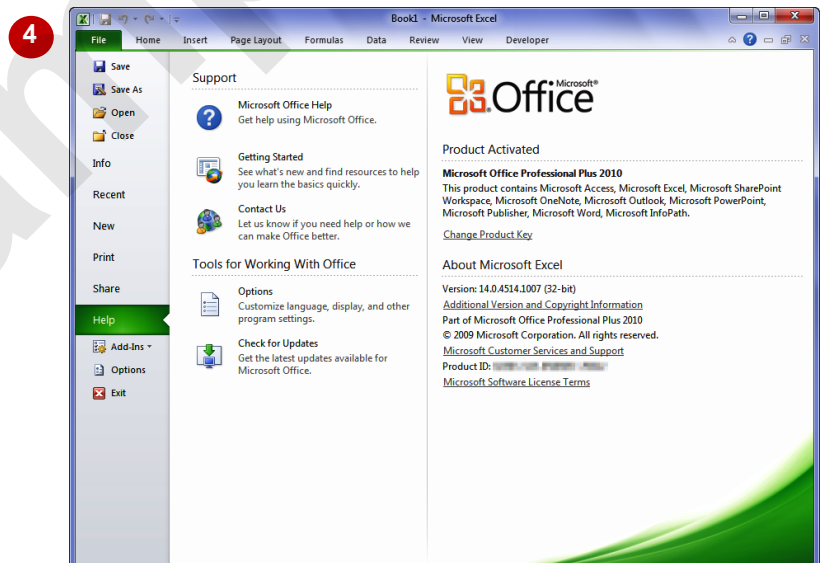 4
Book1 - Microsoft Excel
File Home Insert Page Layout Formulas Data Review View Developer
Save
Save As
Open
Close
Info
Recent
New
Print
Share
Help
Add-Ins
Options
Exit
Support
Microsoft Office Help
Get help using Microsoft Office.
Getting Started
See what's new and find resources to help
you learn the basics quickly.
Contact Us
Let us know if you need help or how we
can make Office better.
Tools for Working With Office
Options
Customize language, display, and other
program settings.
Check for Updates
Get the latest updates available for
Microsoft Office.
Microsoft®
Office
Product Activated
Microsoft Office Professional Plus 2010
This product contains Microsoft Access, Microsoft Excel, Microsoft SharePoint
Workspace, Microsoft OneNote, Microsoft Outlook, Microsoft PowerPoint,
Microsoft Publisher, Microsoft Word, Microsoft InfoPath.
Change Product Key
About Microsoft Excel
Version: 14.0.4514.1007 (32-bit)
Additional Version and Copyright Information
Part of Microsoft Office Professional Plus 2010
© 2009 Microsoft Corporation. All rights reserved.
Microsoft Customer Services and Support
Product ID:
Microsoft Software License Terms